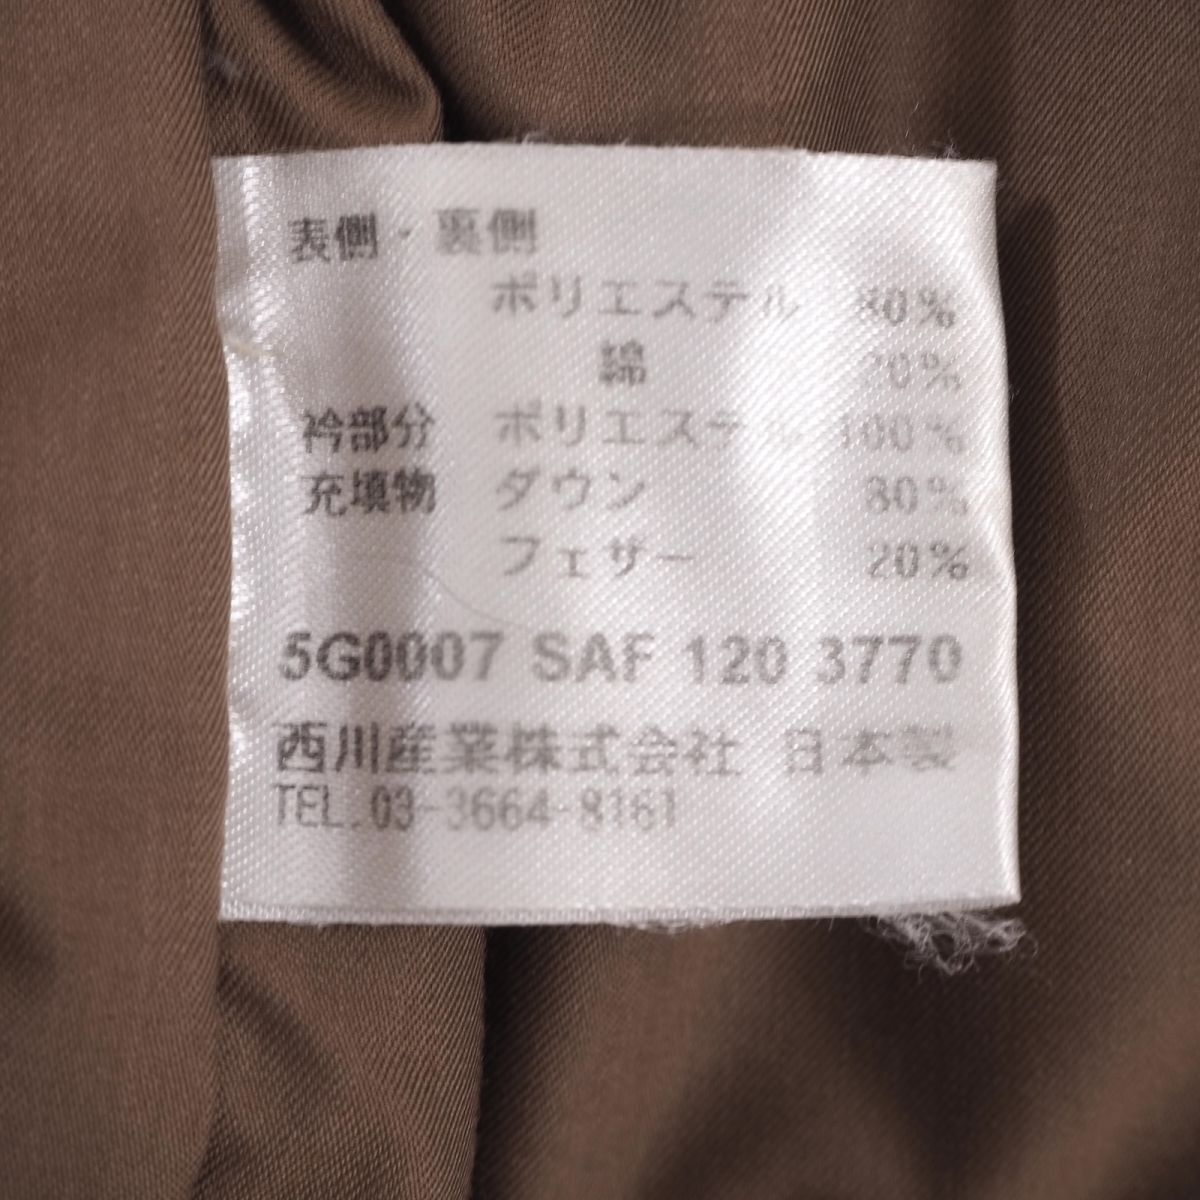 表側・裏側
ポリエステル 80%
綿 20%
衿部分 ポリエステル 100%
充填物 ダウン 80%
フェザー 20%
5G0007 SAF 120 3770
西川産業株式会社 日本製
TEL.03-3664-8161